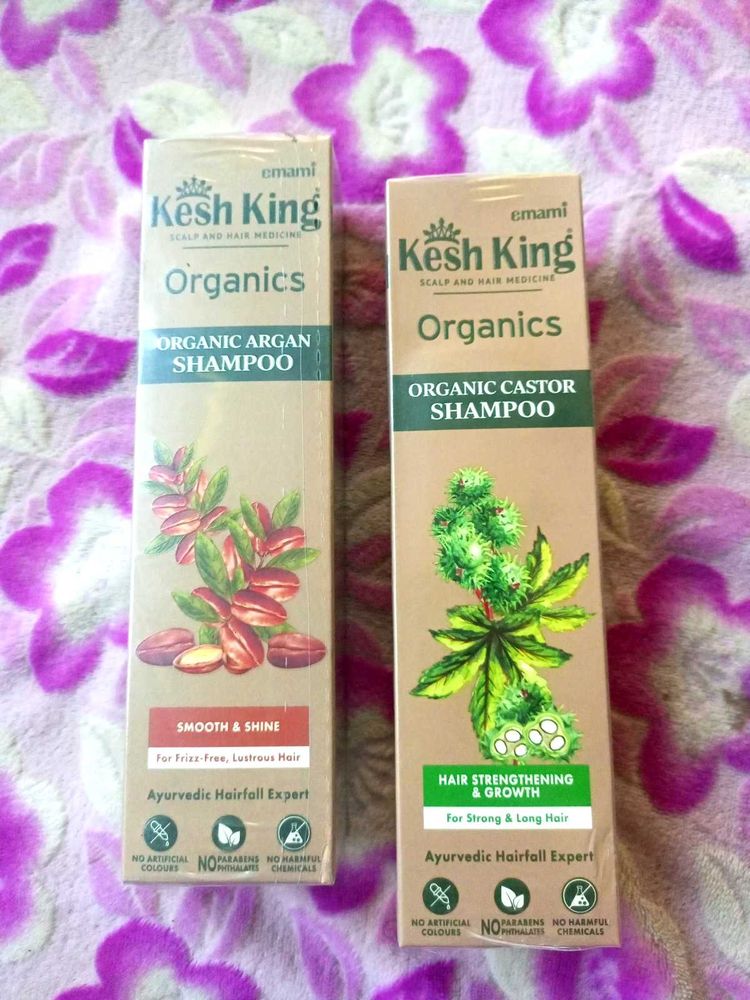 emami
Kesh King®
SCALP AND HAIR MEDICINE
Organics
ORGANIC ARGAN
SHAMPOO
SMOOTH & SHINE
For Frizz-Free, Lustrous Hair
Ayurvedic Hairfall Expert
NO ARTIFICIAL
COLOURS
NO PARABENS
PHTHALATES
NO HARMFUL
CHEMICALS
emami
Kesh King®
SCALP AND HAIR MEDICINE
Organics
ORGANIC CASTOR
SHAMPOO
HAIR STRENGTHENING
& GROWTH
For Strong & Long Hair
Ayurvedic Hairfall Expert
NO ARTIFICIAL
COLOURS
NO PARABENS
PHTHALATES
NO HARMFUL
CHEMICALS